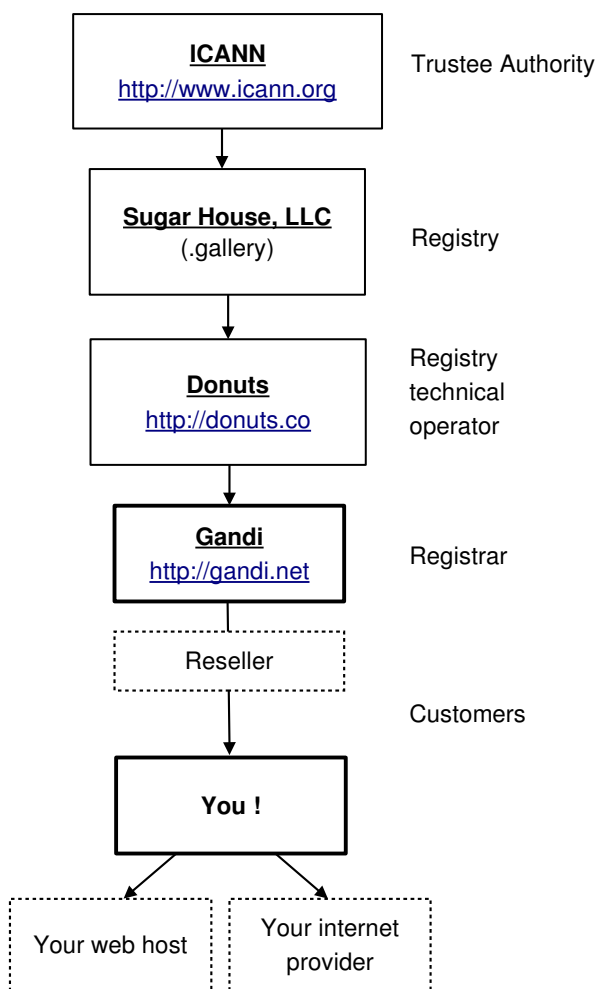 ICANN
http://www.icann.org
Trustee Authority
Sugar House, LLC
(.gallery)
Registry
Donuts
http://donuts.co
Registry
technical
operator
Gandi
http://gandi.net
Registrar
Reseller
Customers
You !
Your web host
Your internet
provider